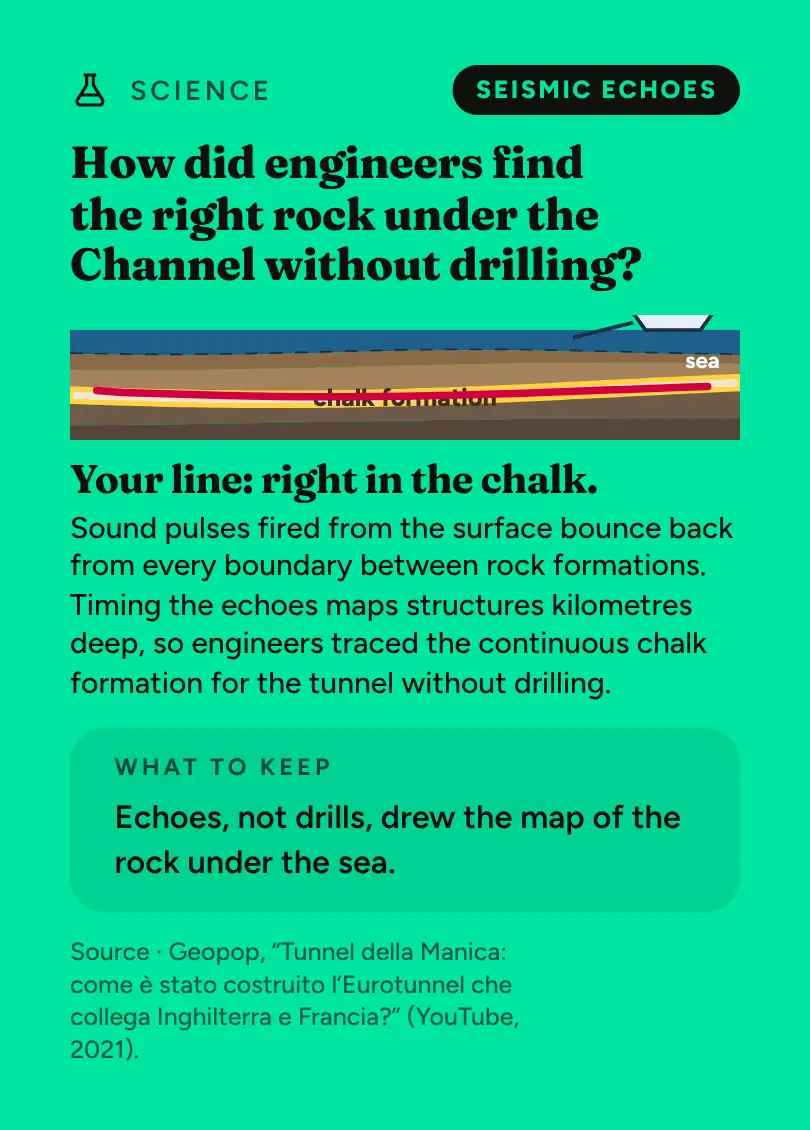 SCIENCE
SEISMIC ECHOES
How did engineers find
the right rock under the
Channel without drilling?
sea
chalk formation
Your line: right in the chalk.
Sound pulses fired from the surface bounce back
from every boundary between rock formations.
Timing the echoes maps structures kilometres
deep, so engineers traced the continuous chalk
formation for the tunnel without drilling.
WHAT TO KEEP
Echoes, not drills, drew the map of the
rock under the sea.
Source · Geopop, “Tunnel della Manica:
come è stato costruito l’Eurotunnel che
collega Inghilterra e Francia?” (YouTube,
2021).